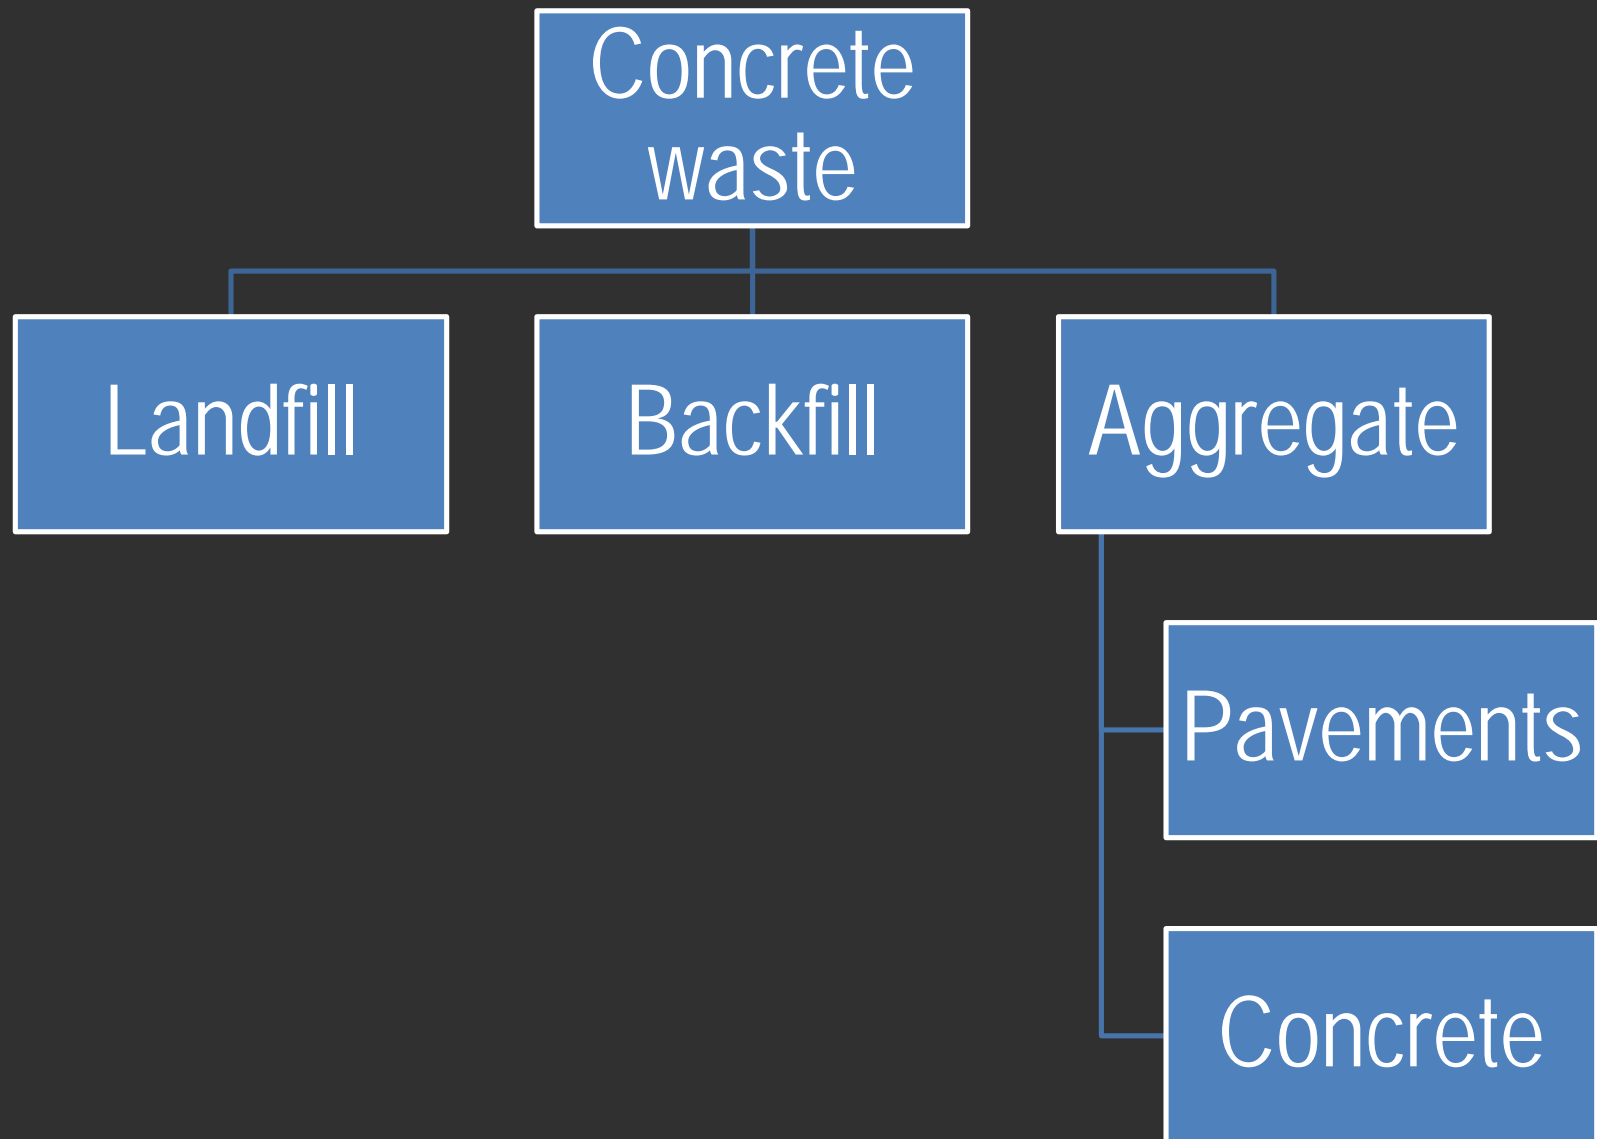 Concrete
waste
Landfill
Backfill
Aggregate
Pavements
Concrete